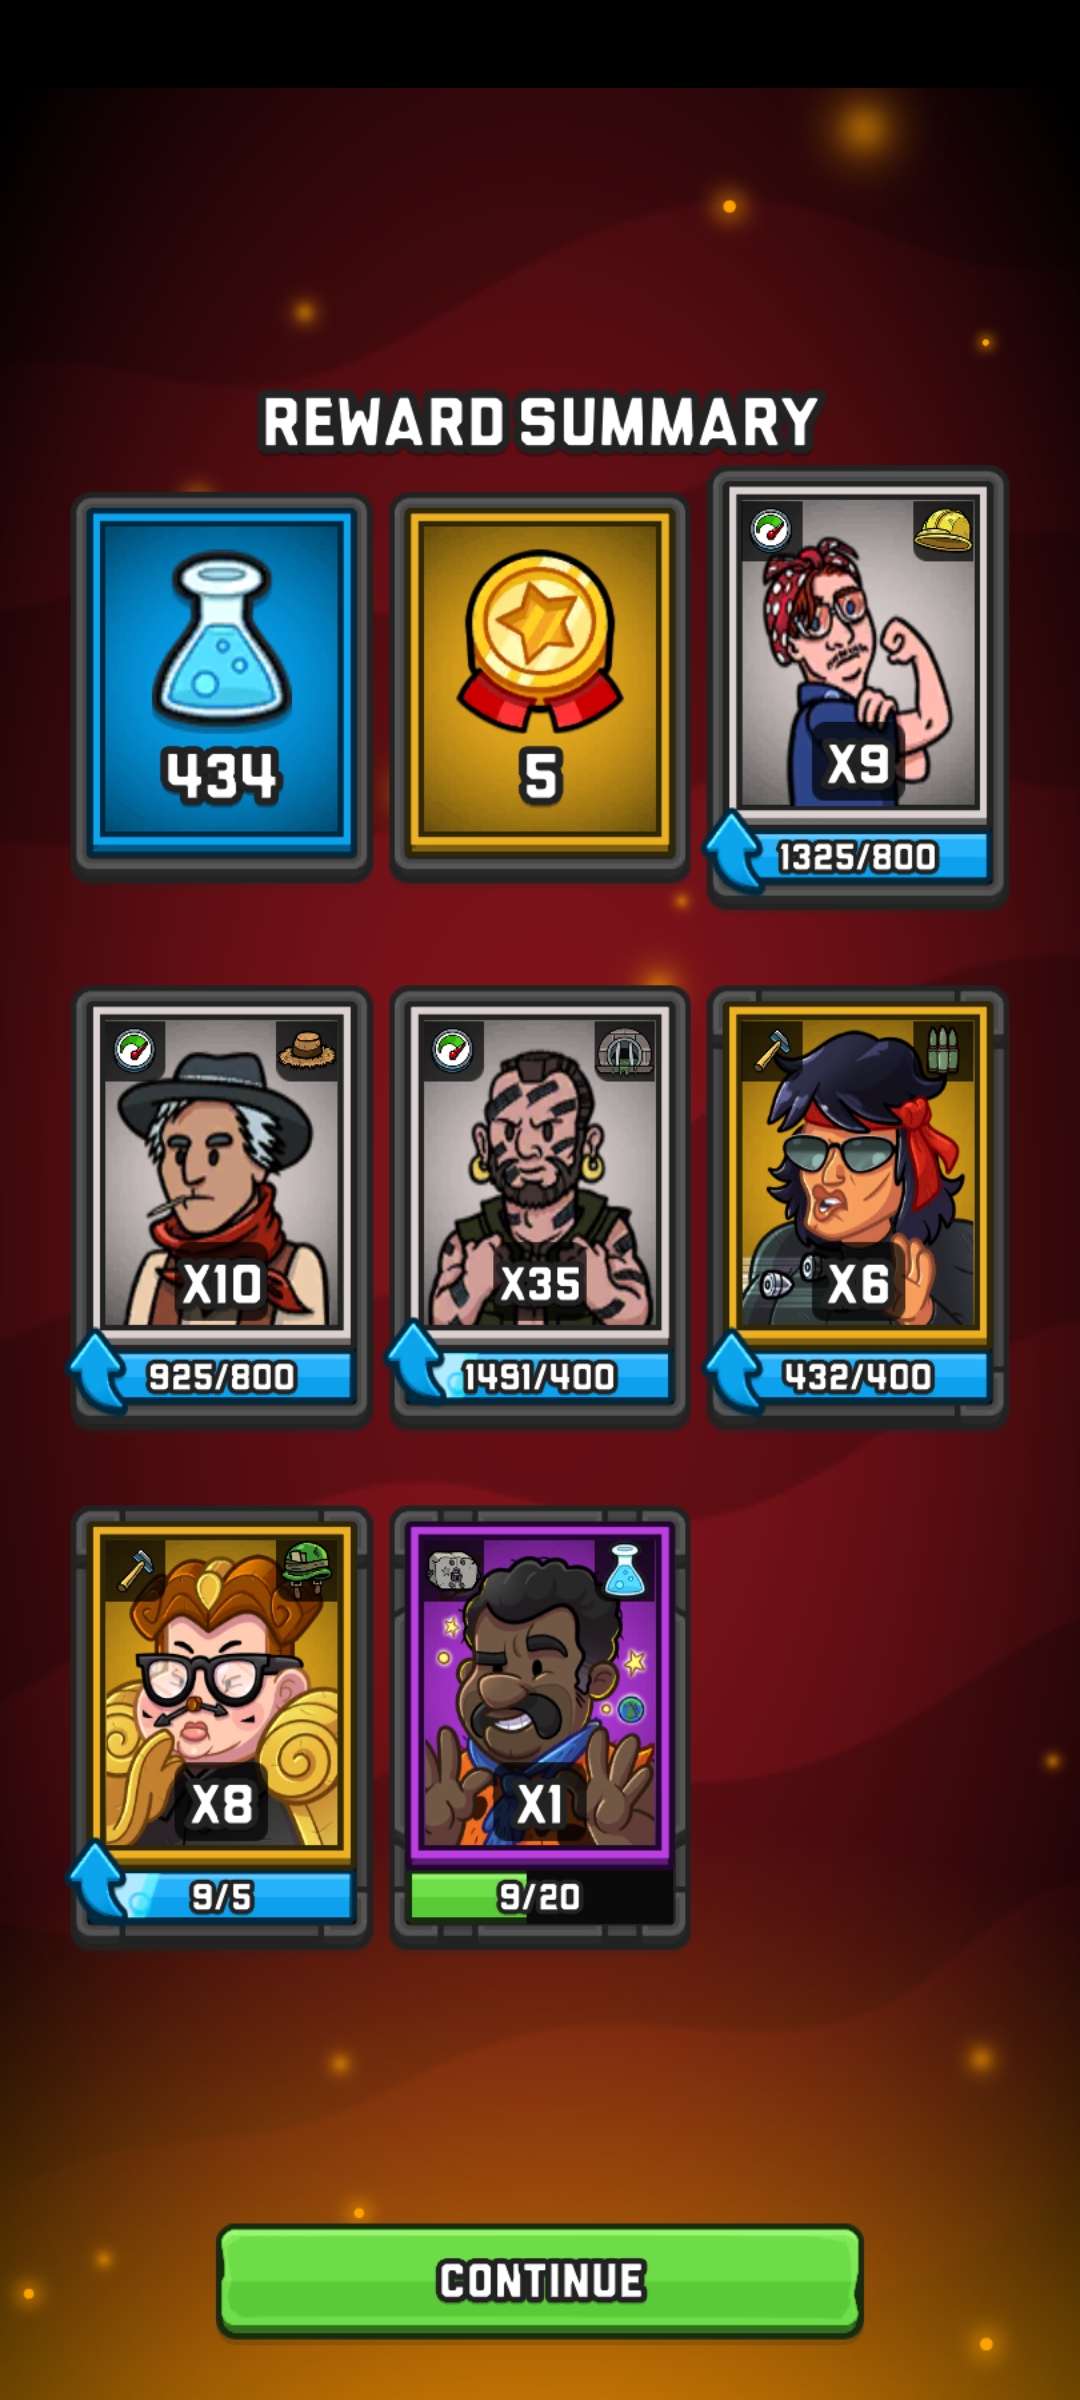 REWARD SUMMARY
434
5
X9
1325/800
X10
925/800
X35
1491/400
X6
432/400
X8
9/5
X1
9/20
CONTINUE